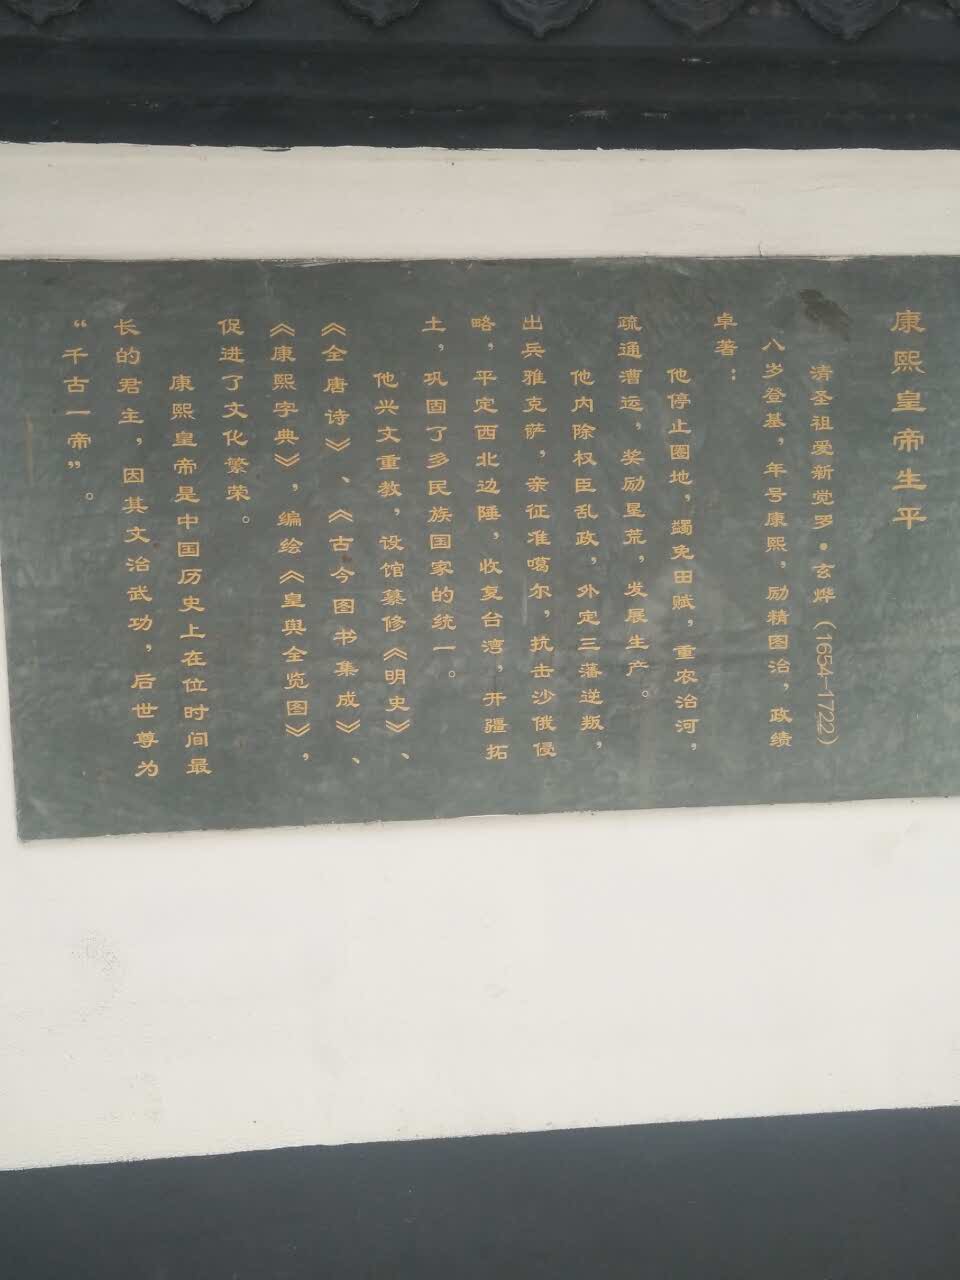 康熙皇帝生平
清圣祖爱新觉罗•玄烨（1654—1722）
八岁登基，年号康熙，励精图治，政绩
卓著：
他停止圈地，蠲免田赋，重农治河，
疏通漕运，奖励垦荒，发展生产。
他内除权臣乱政，外定三藩逆叛，
出兵雅克萨，亲征准噶尔，抗击沙俄侵
略，平定西北边陲，收复台湾，开疆拓
土，巩固了多民族国家的统一。
他兴文重教，设馆纂修《明史》、
《全唐诗》、《古今图书集成》、
《康熙字典》，编绘《皇舆全览图》，
促进了文化繁荣。
康熙皇帝是中国历史上在位时间最
长的君主，因其文治武功，后世尊为
“千古一帝”。